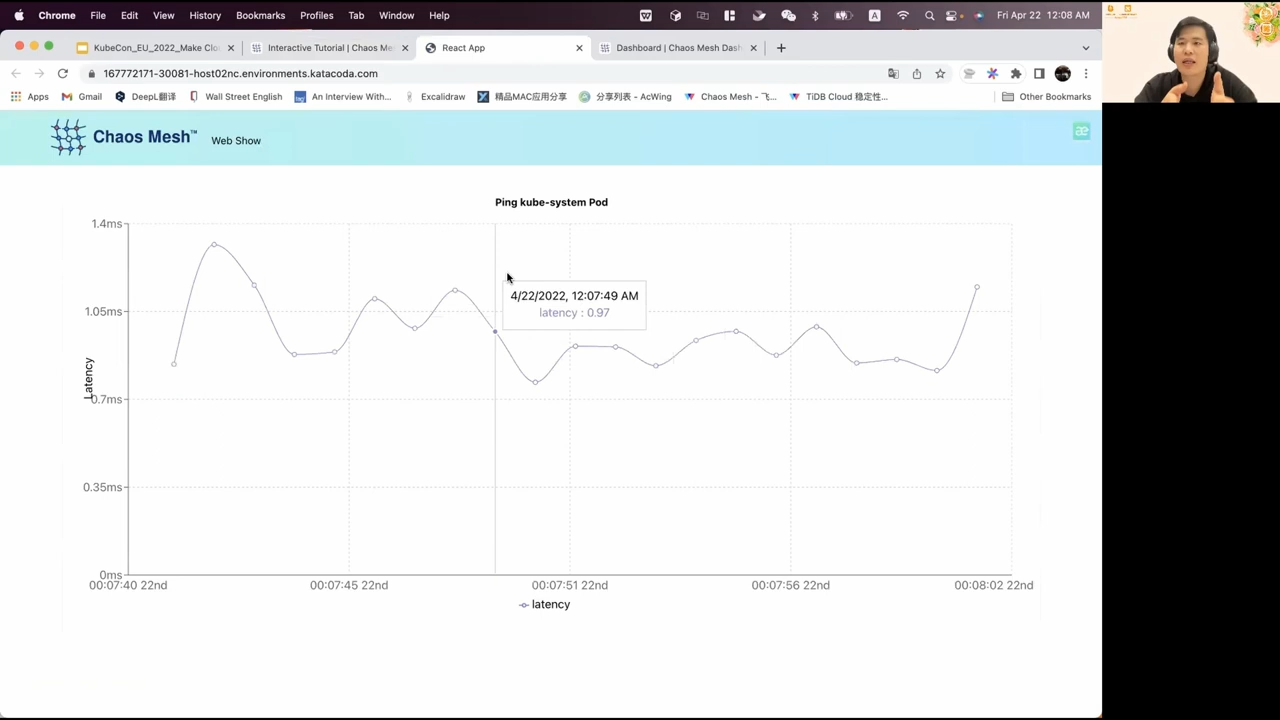 Chrome File Edit View History Bookmarks Profiles Tab Window Help A Fri Apr 22 12:08 AM
KubeCon_EU_2022_Make Clo Interactive Tutorial | Chaos Me React App Dashboard | Chaos Mesh Dash
167772171-30081-host02nc.environments.katacoda.com
Apps Gmail DeepL翻译 Wall Street English An Interview With... Excalidraw 精品MAC应用分享 分享列表 - AcWing Chaos Mesh - 飞... TiDB Cloud 稳定性... Other Bookmarks
Chaos Mesh™ Web Show æ
Ping kube-system Pod
1.4ms
4/22/2022, 12:07:49 AM
latency : 0.97
1.05ms
Latency
0.7ms
0.35ms
0ms
00:07:40 22nd 00:07:45 22nd 00:07:51 22nd 00:07:56 22nd 00:08:02 22nd
latency